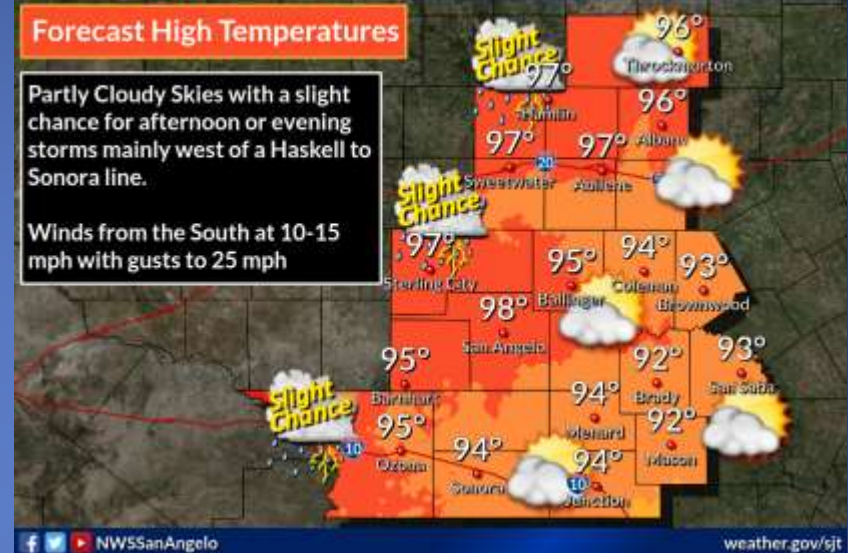 Forecast High Temperatures
Partly Cloudy Skies with a slight
chance for afternoon or evening
storms mainly west of a Haskell to
Sonora line.
Winds from the South at 10-15
mph with gusts to 25 mph
Slight
Chance
96°
Throckmorton
97°
Hamlin
96°
Albany
97°
Sweetwater
20
97°
Abilene
Slight
Chance
97°
Sterling City
95°
Ballinger
94°
Coleman
93°
Brownwood
98°
San Angelo
95°
Barnhart
92°
Brady
93°
San Saba
Slight
Chance
10
95°
Ozona
94°
Sonora
94°
Menard
92°
Mason
94°
10
Junction
NWSSanAngelo
weather.gov/sjt